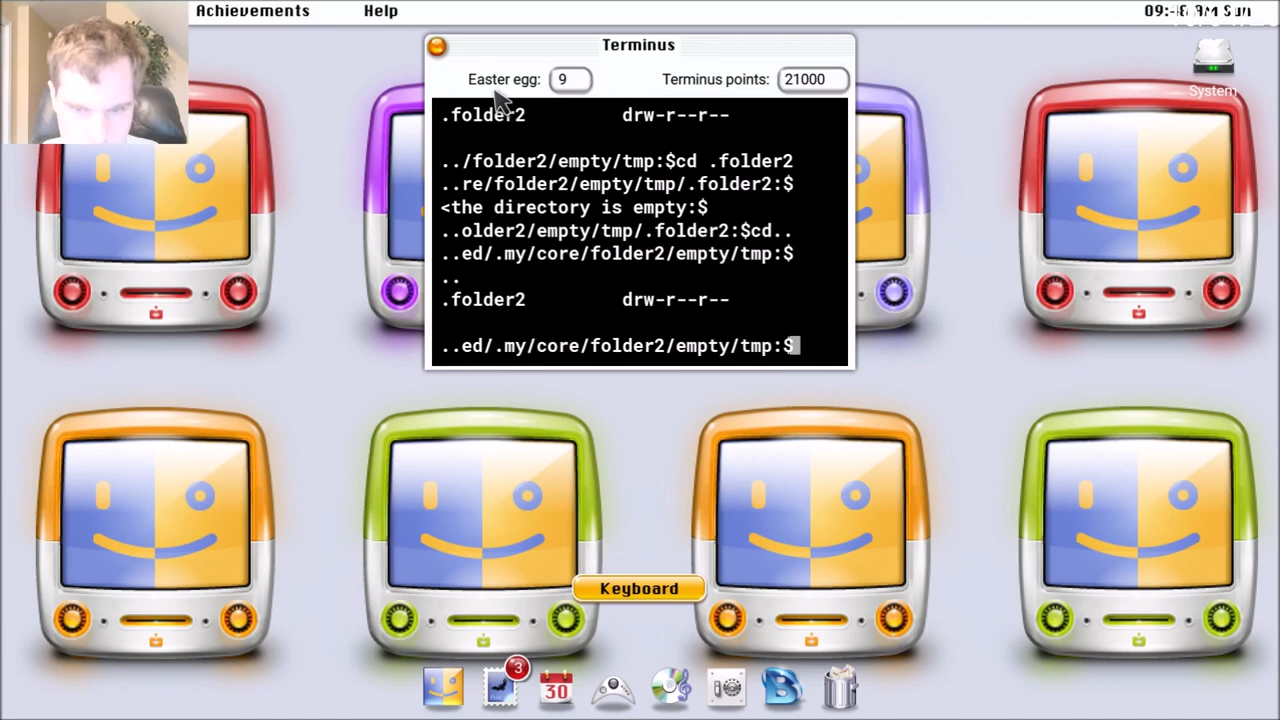 Achievements Help
Terminus
Easter egg: 9 Terminus points: 21000
System
.folder2 drw-r--r--
../folder2/empty/tmp:$cd .folder2
..re/folder2/empty/tmp/.folder2:$
<the directory is empty:$
..older2/empty/tmp/.folder2:$cd..
..ed/.my/core/folder2/empty/tmp:$
..
.folder2 drw-r--r--
..ed/.my/core/folder2/empty/tmp:$
Keyboard
3
30